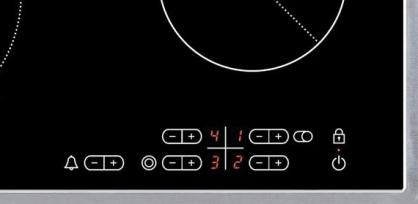 − + 4 1 − +
− + − + 3 2 − +